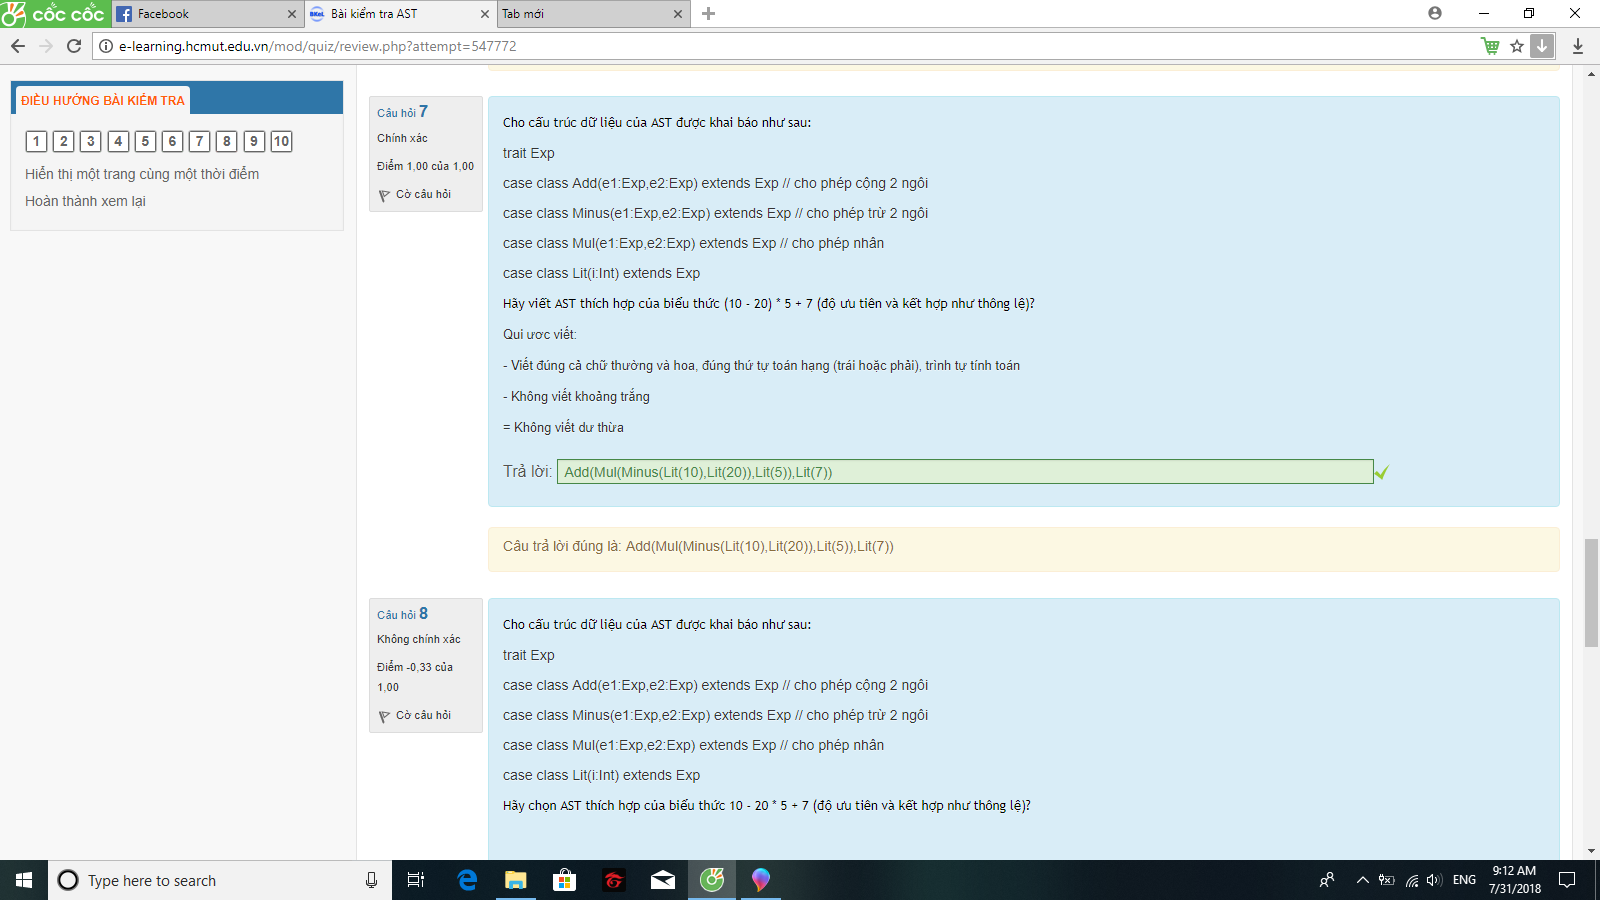 cốc cốc
Facebook
BKeL
Bài kiểm tra AST
Tab mới
e-learning.hcmut.edu.vn/mod/quiz/review.php?attempt=547772
ĐIỀU HƯỚNG BÀI KIỂM TRA
1 2 3 4 5 6 7 8 9 10
Hiển thị một trang cùng một thời điểm
Hoàn thành xem lại
Câu hỏi 7
Chính xác
Điểm 1,00 của 1,00
Cờ câu hỏi
Cho cấu trúc dữ liệu của AST được khai báo như sau:
trait Exp
case class Add(e1:Exp,e2:Exp) extends Exp // cho phép cộng 2 ngôi
case class Minus(e1:Exp,e2:Exp) extends Exp // cho phép trừ 2 ngôi
case class Mul(e1:Exp,e2:Exp) extends Exp // cho phép nhân
case class Lit(i:Int) extends Exp
Hãy viết AST thích hợp của biểu thức (10 - 20) * 5 + 7 (độ ưu tiên và kết hợp như thông lệ)?
Qui ươc viết:
- Viết đúng cả chữ thường và hoa, đúng thứ tự toán hạng (trái hoặc phải), trình tự tính toán
- Không viết khoảng trắng
= Không viết dư thừa
Trả lời: Add(Mul(Minus(Lit(10),Lit(20)),Lit(5)),Lit(7))
Câu trả lời đúng là: Add(Mul(Minus(Lit(10),Lit(20)),Lit(5)),Lit(7))
Câu hỏi 8
Không chính xác
Điểm -0,33 của
1,00
Cờ câu hỏi
Cho cấu trúc dữ liệu của AST được khai báo như sau:
trait Exp
case class Add(e1:Exp,e2:Exp) extends Exp // cho phép cộng 2 ngôi
case class Minus(e1:Exp,e2:Exp) extends Exp // cho phép trừ 2 ngôi
case class Mul(e1:Exp,e2:Exp) extends Exp // cho phép nhân
case class Lit(i:Int) extends Exp
Hãy chọn AST thích hợp của biểu thức 10 - 20 * 5 + 7 (độ ưu tiên và kết hợp như thông lệ)?
Type here to search
ENG
9:12 AM
7/31/2018